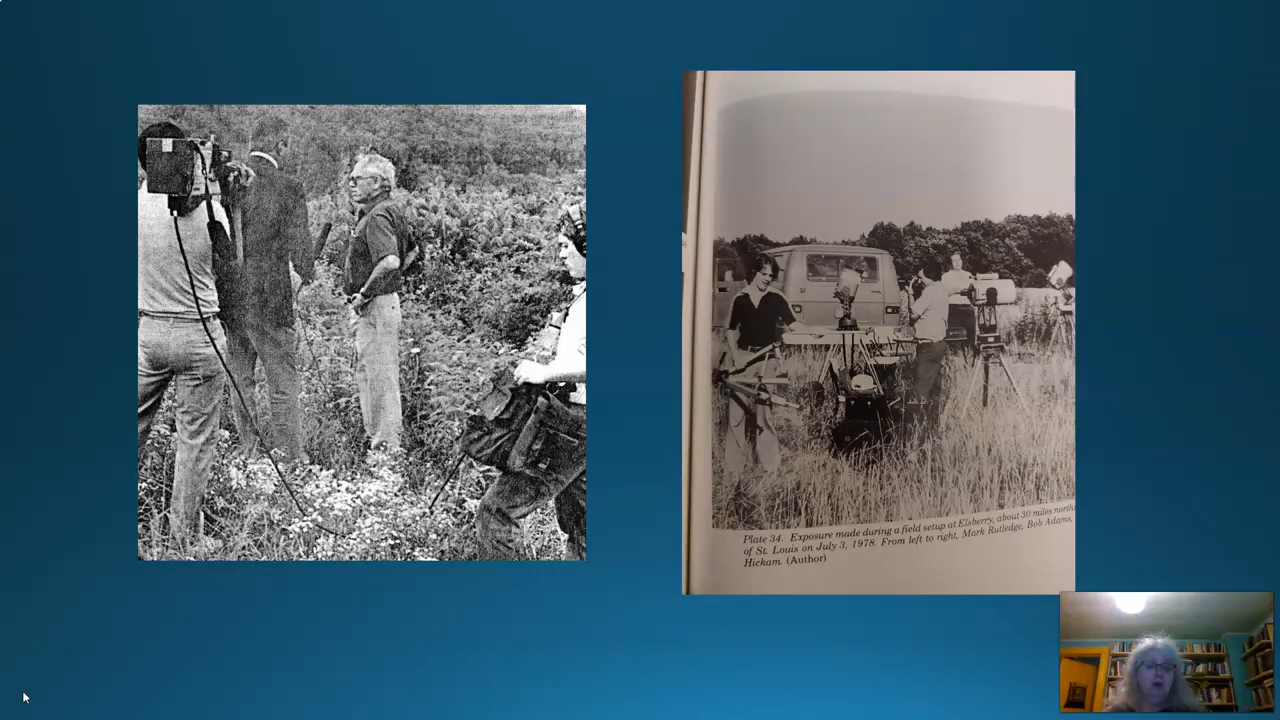 Plate 34. Exposure made during a field setup at Elsberry, about 30 miles north
of St. Louis on July 3, 1978. From left to right, Mark Rutledge, Bob Adams,
Hickam. (Author)